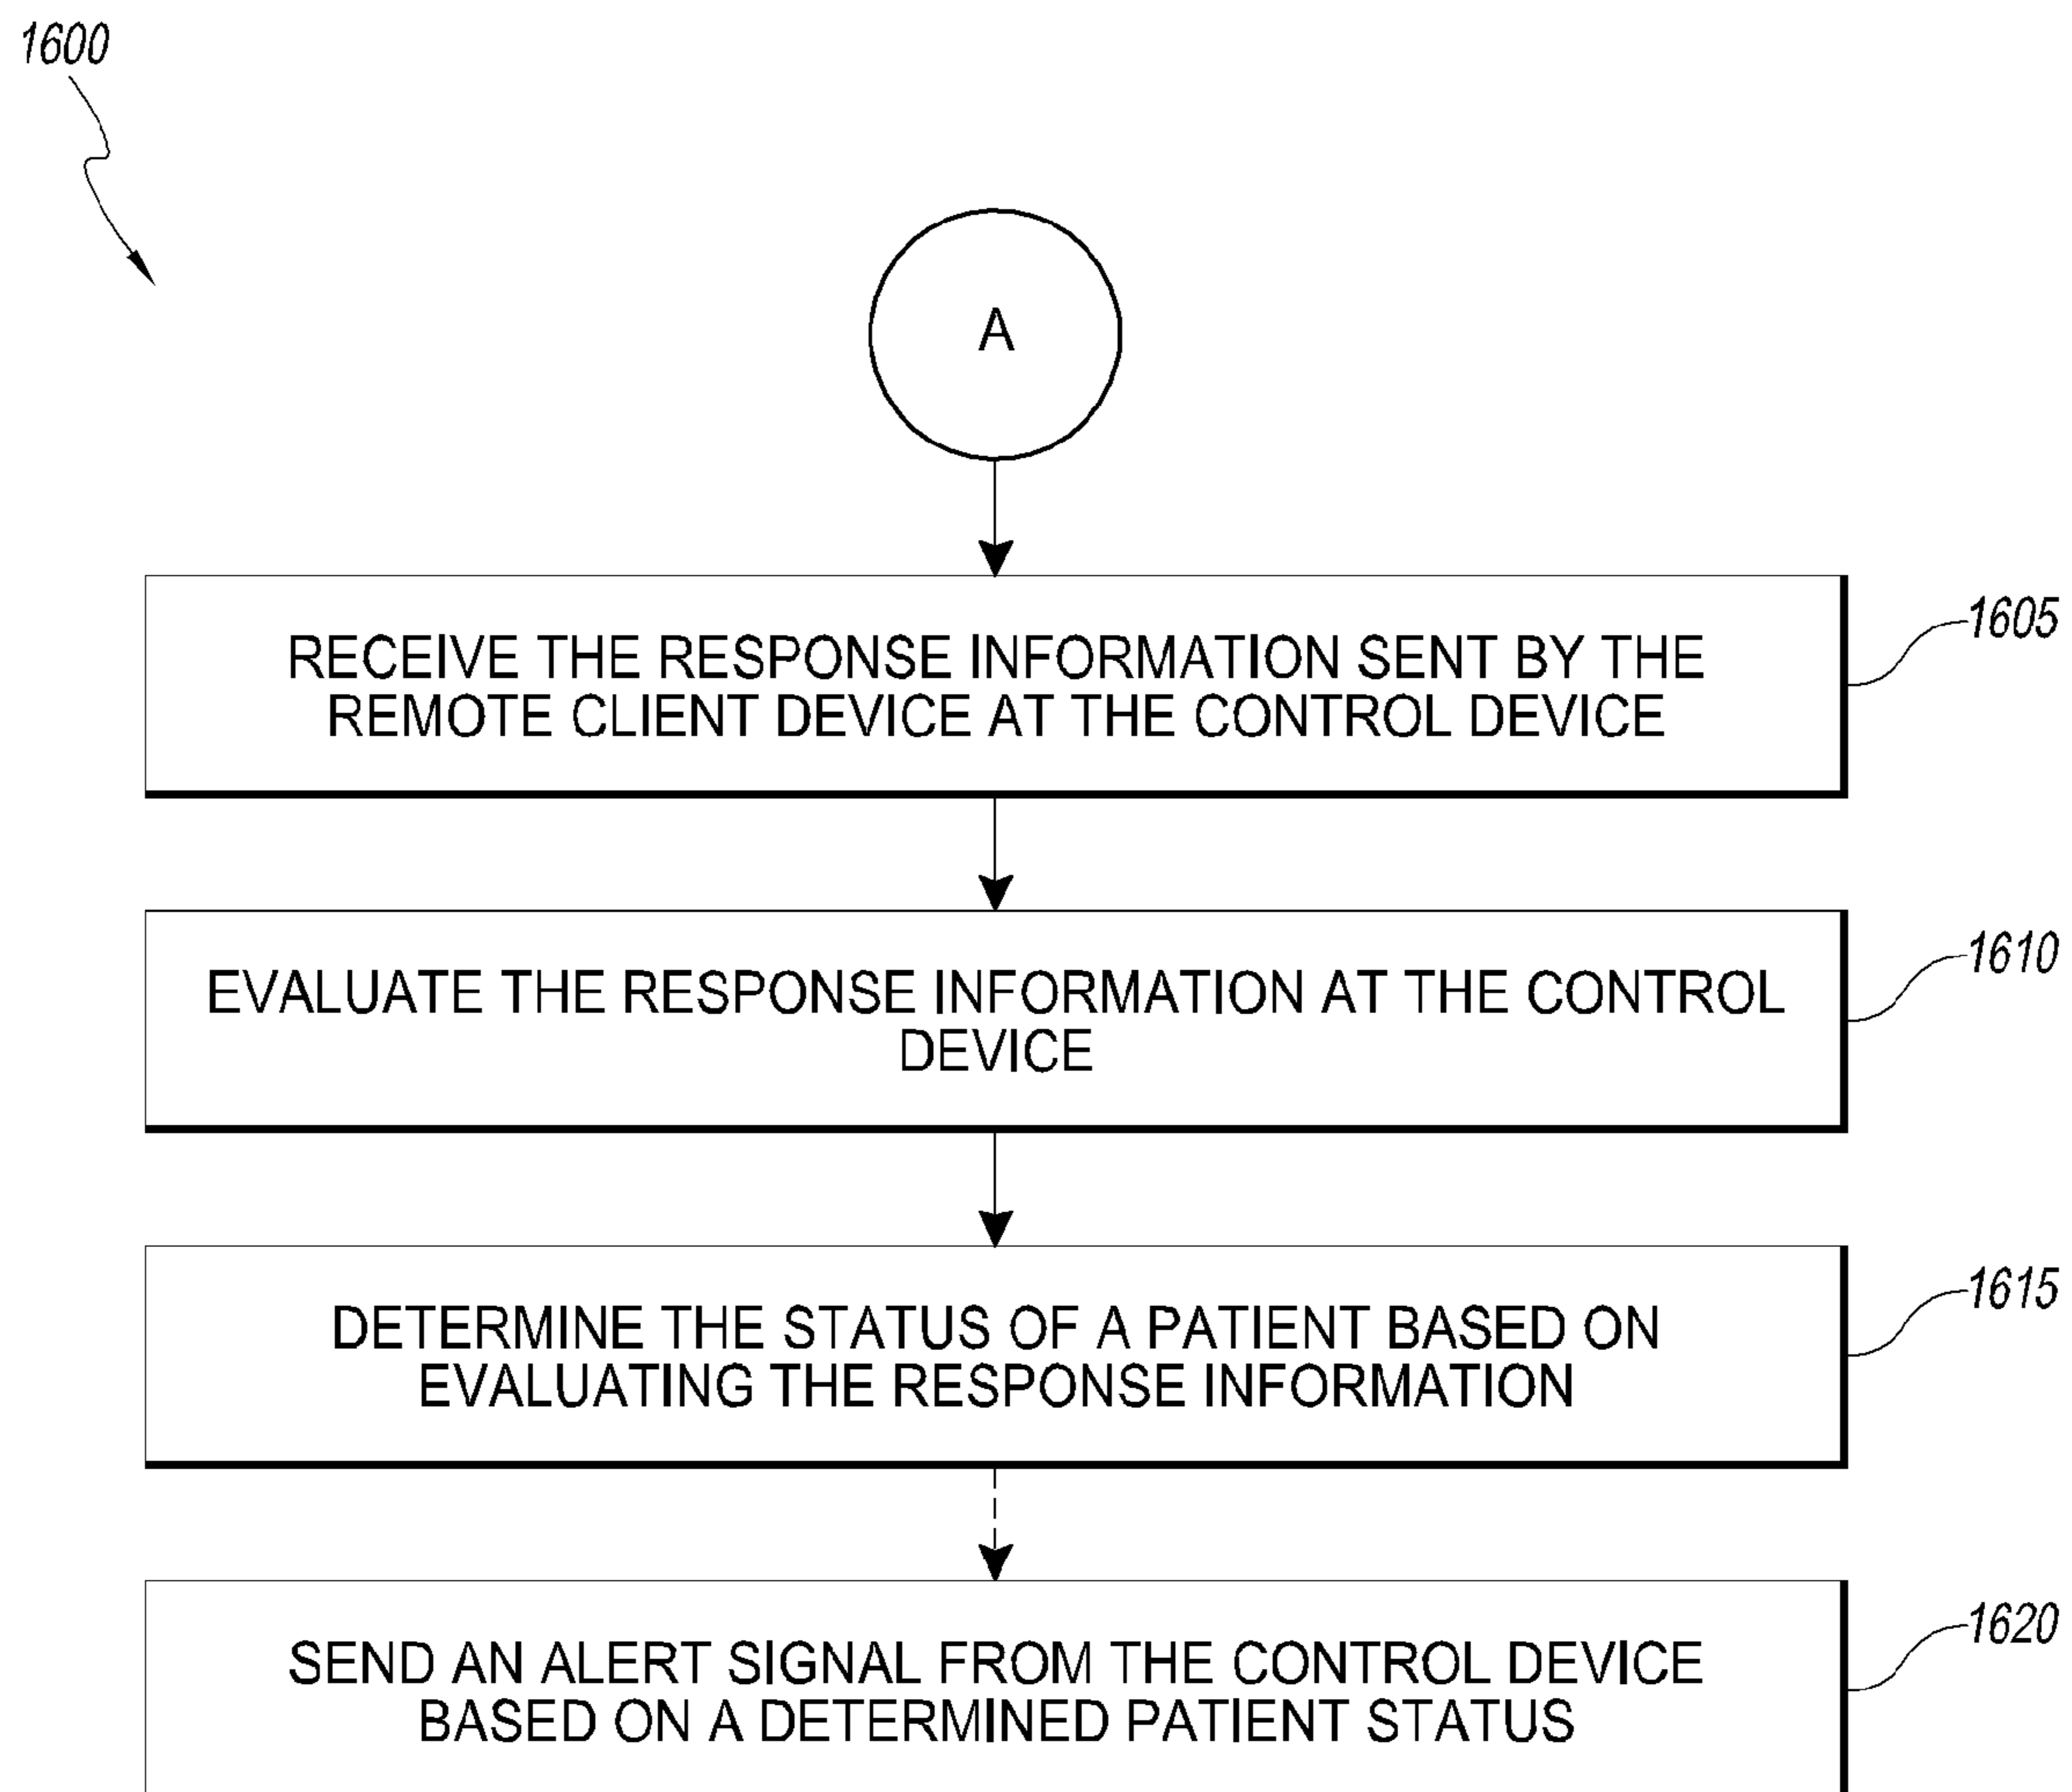 1600
A
RECEIVE THE RESPONSE INFORMATION SENT BY THE
REMOTE CLIENT DEVICE AT THE CONTROL DEVICE
1605
EVALUATE THE RESPONSE INFORMATION AT THE CONTROL
DEVICE
1610
DETERMINE THE STATUS OF A PATIENT BASED ON
EVALUATING THE RESPONSE INFORMATION
1615
SEND AN ALERT SIGNAL FROM THE CONTROL DEVICE
BASED ON A DETERMINED PATIENT STATUS
1620